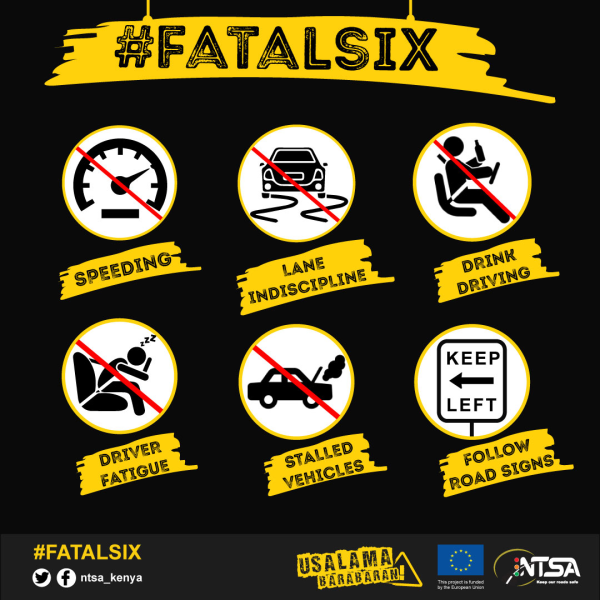 #FATALSIX
SPEEDING
LANE
INDISCIPLINE
DRINK
DRIVING
zzZ
KEEP
LEFT
DRIVER
FATIGUE
STALLED
VEHICLES
FOLLOW
ROAD SIGNS
#FATALSIX
ntsa_kenya
USALAMA
BARABARANI
This project is funded
by the European Union
NTSA
Keep our roads safe